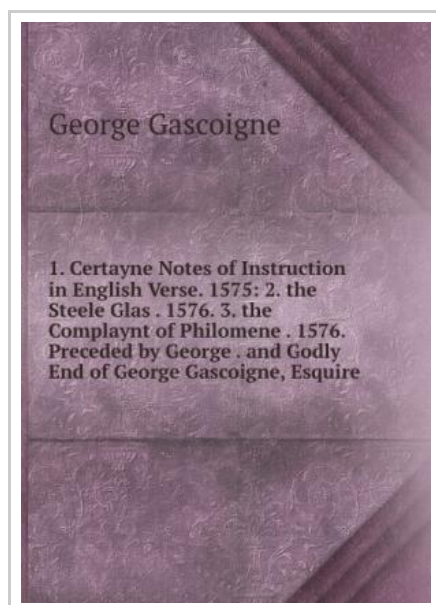 George Gascoigne
1. Certayne Notes of Instruction
in English Verse. 1575: 2. the
Steele Glas . 1576. 3. the
Complaynt of Philomene . 1576.
Preceded by George . and Godly
End of George Gascoigne, Esquire